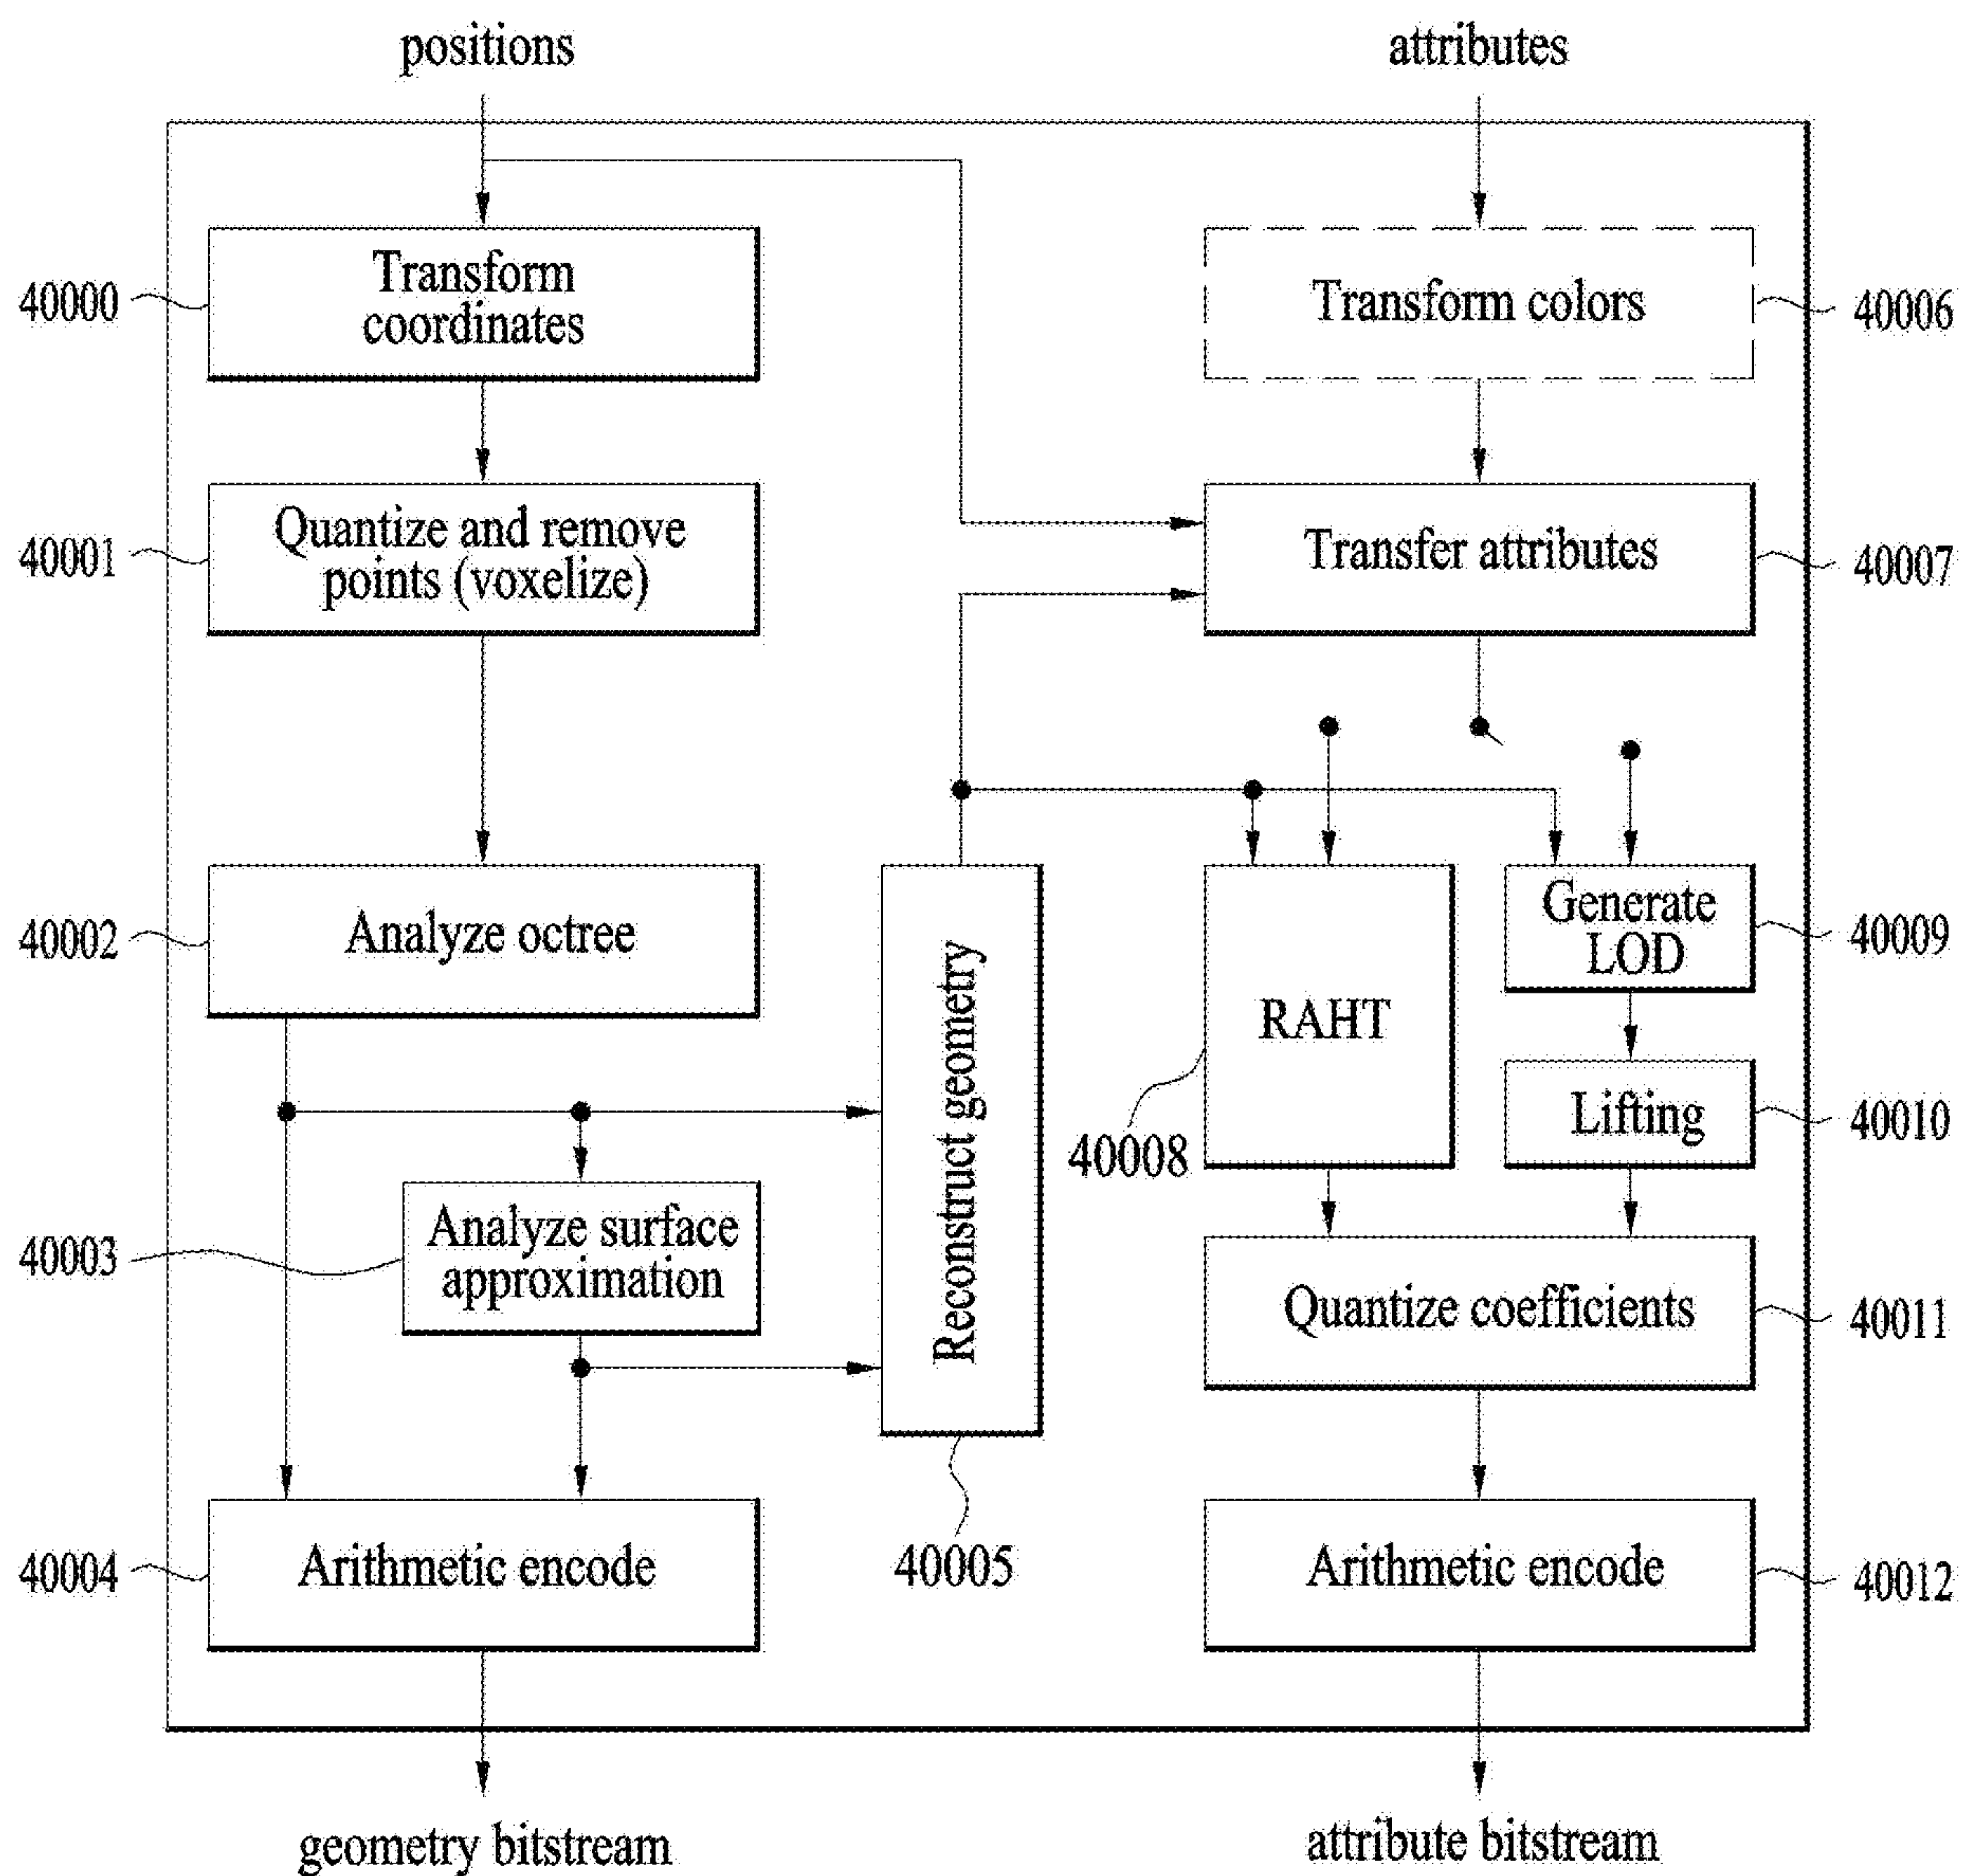 positions
attributes
40000
Transform
coordinates
Transform colors
40006
40001
Quantize and remove
points (voxelize)
Transfer attributes
40007
40002
Analyze octree
Reconstruct geometry
RAHT
40008
Generate
LOD
40009
Lifting
40010
40003
Analyze surface
approximation
Quantize coefficients
40011
40004
Arithmetic encode
40005
Arithmetic encode
40012
geometry bitstream
attribute bitstream